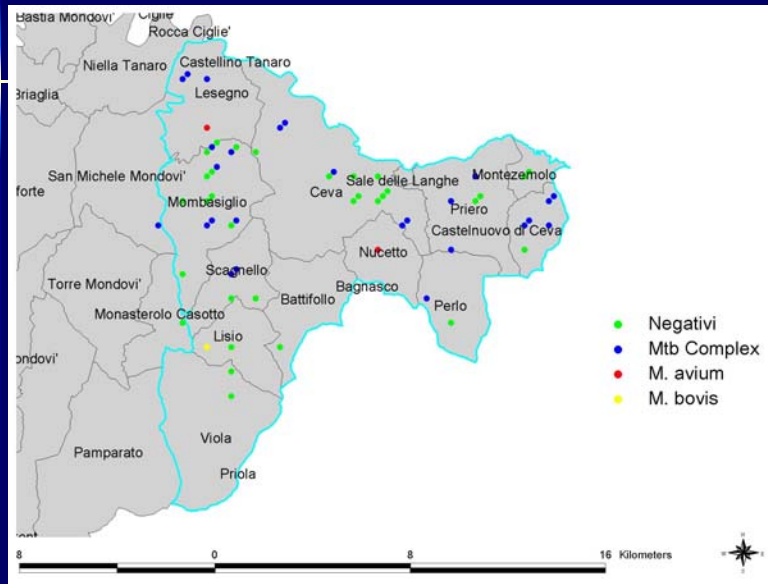 Bastia Mondovi'
Ciglie'
Rocca Ciglie'
Niella Tanaro
Castellino Tanaro
Briaglia
Lesegno
San Michele Mondovi'
forte
Montezemolo
Sale delle Langhe
Ceva
Mombasiglio
Priero
Castelnuovo di Ceva
Nucetto
Scagnello
Torre Mondovi'
Bagnasco
Battifollo
Perlo
Monasterolo Casotto
Lisio
ondovi'
Viola
Pamparato
Priola
Negativi
Mtb Complex
M. avium
M. bovis
8 0 8 16 Kilometers
N
W E
S